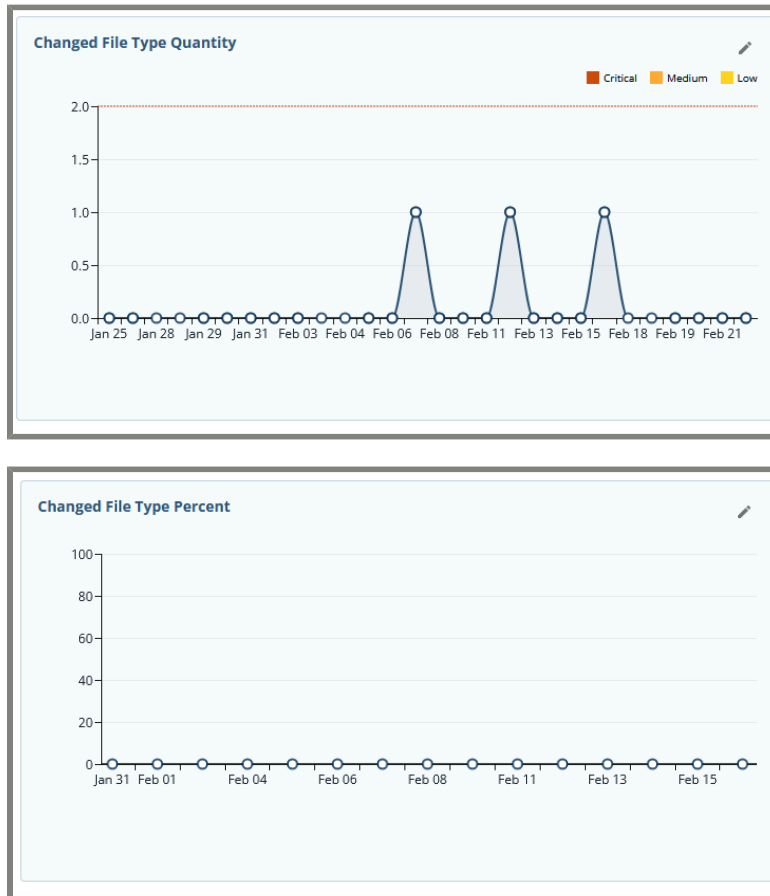 Changed File Type Quantity
Critical Medium Low
2.0
1.5
1.0
0.5
0.0
Jan 25 Jan 28 Jan 29 Jan 31 Feb 03 Feb 04 Feb 06 Feb 08 Feb 11 Feb 13 Feb 15 Feb 18 Feb 19 Feb 21
Changed File Type Percent
100
80
60
40
20
0
Jan 31 Feb 01 Feb 04 Feb 06 Feb 08 Feb 11 Feb 13 Feb 15